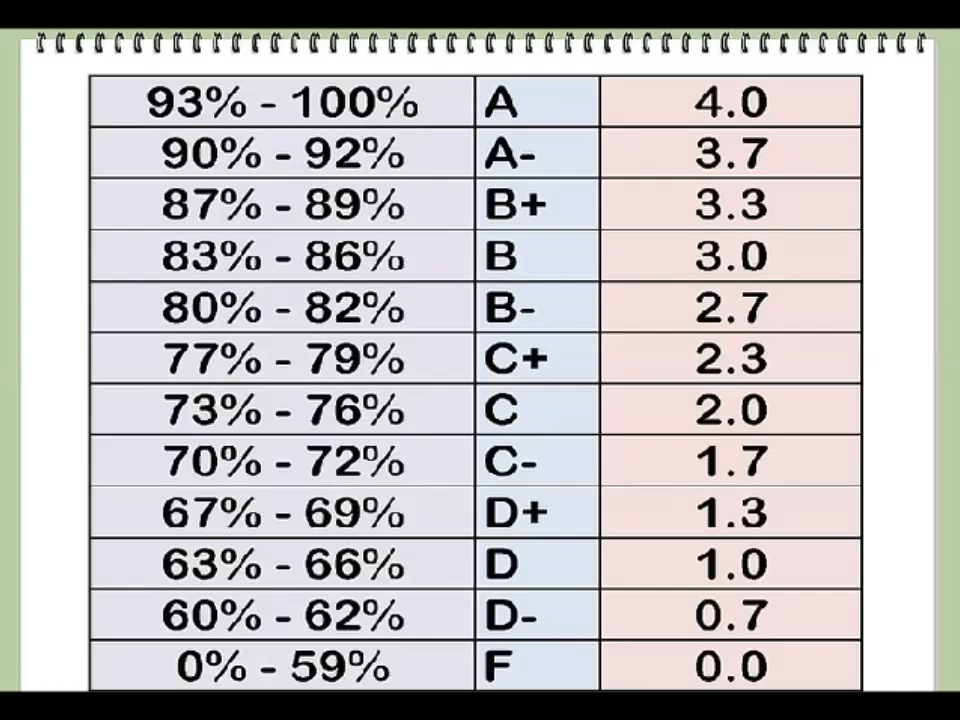 93% - 100% A 4.0
90% - 92% A- 3.7
87% - 89% B+ 3.3
83% - 86% B 3.0
80% - 82% B- 2.7
77% - 79% C+ 2.3
73% - 76% C 2.0
70% - 72% C- 1.7
67% - 69% D+ 1.3
63% - 66% D 1.0
60% - 62% D- 0.7
0% - 59% F 0.0